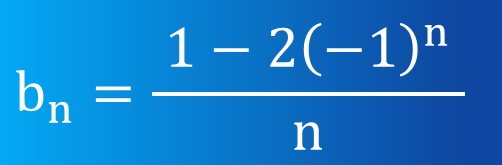 bₙ = (1 − 2(−1)ⁿ) / n